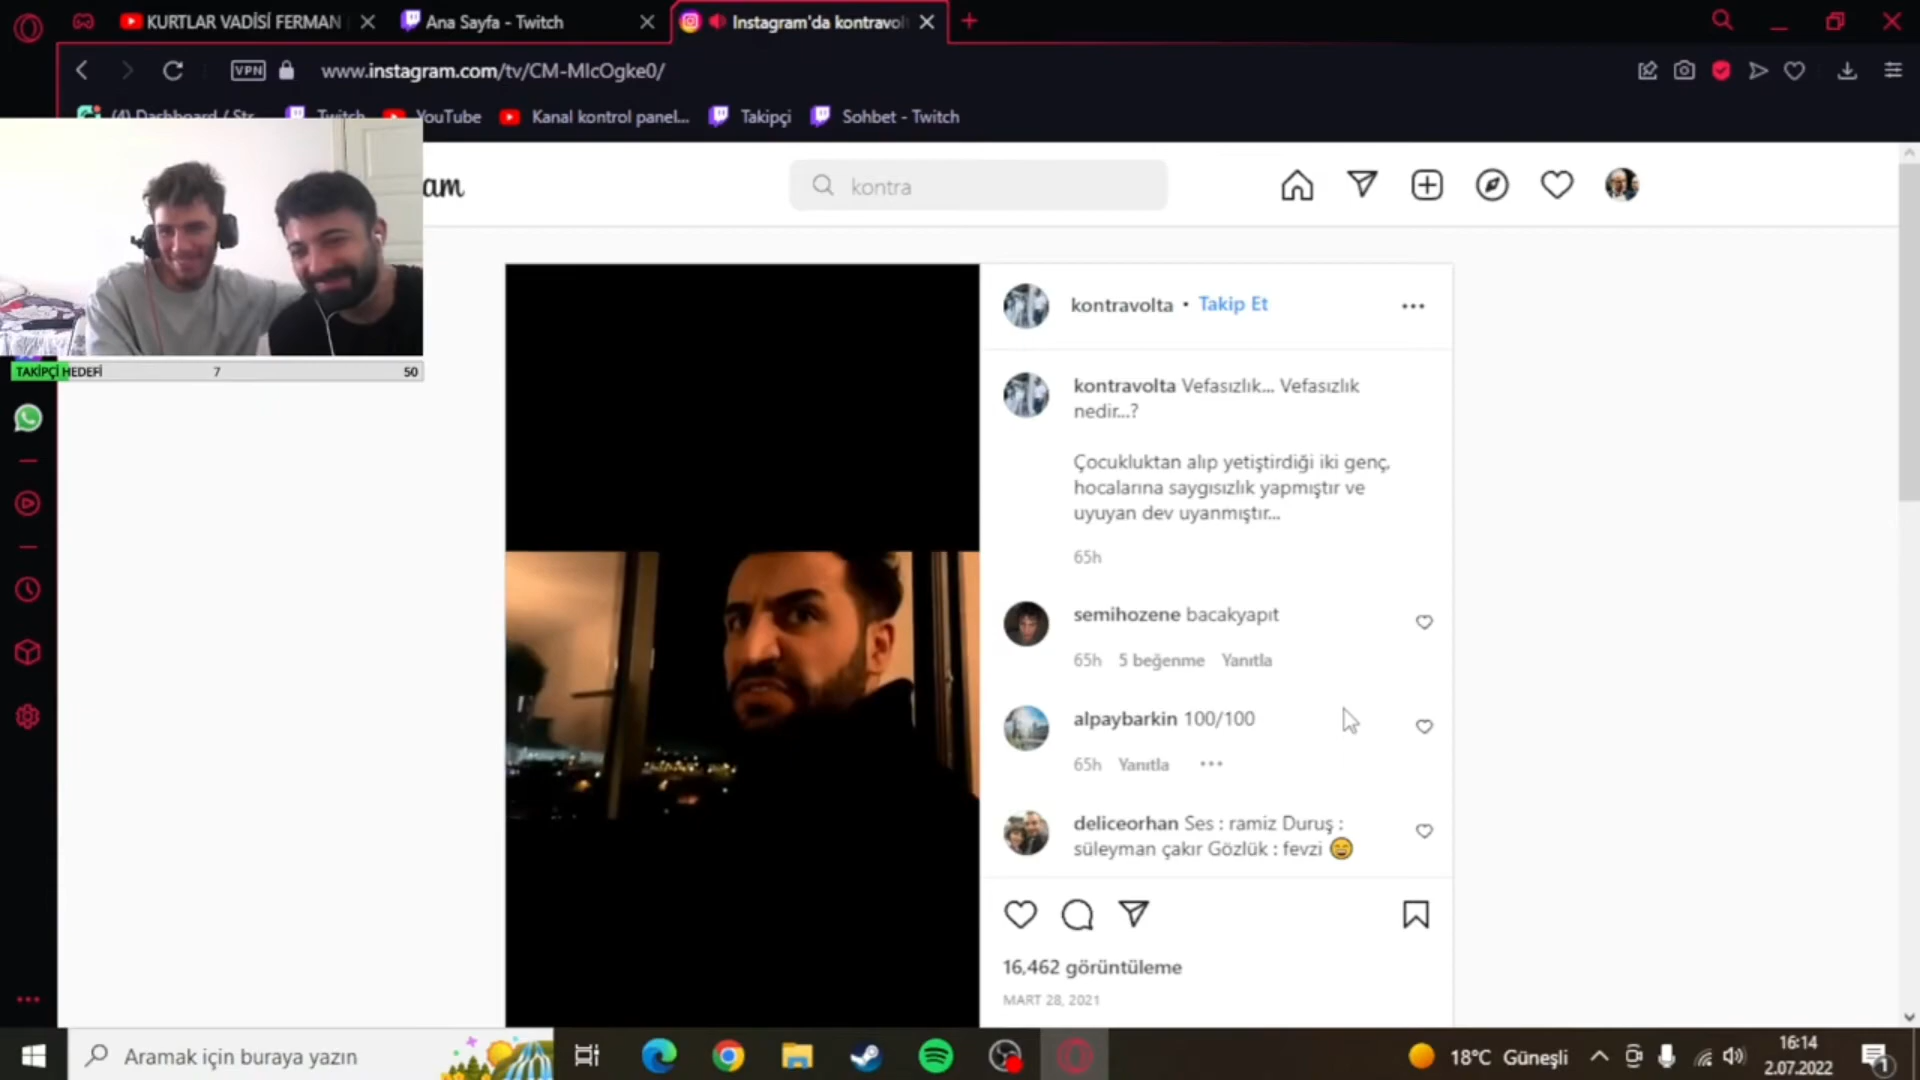 KURTLAR VADİSİ FERMAN
Ana Sayfa - Twitch
Instagram'da kontravol
VPN
www.instagram.com/tv/CM-MIcOgke0/
(4) Dashboard / Str
Twitch
YouTube
Kanal kontrol panel...
Takipçi
Sohbet - Twitch
am
kontra
TAKİPÇİ HEDEFİ 7 50
kontravolta • Takip Et
kontravolta Vefasızlık... Vefasızlık
nedir...?
Çocukluktan alıp yetiştirdiği iki genç,
hocalarına saygısızlık yapmıştır ve
uyuyan dev uyanmıştır...
65h
semihozene bacakyapıt
65h 5 beğenme Yanıtla
alpaybarkin 100/100
65h Yanıtla
deliceorhan Ses : ramiz Duruş :
süleyman çakır Gözlük : fevzi 😄
16,462 görüntüleme
MART 28, 2021
Aramak için buraya yazın
18°C Güneşli
16:14
2.07.2022
1